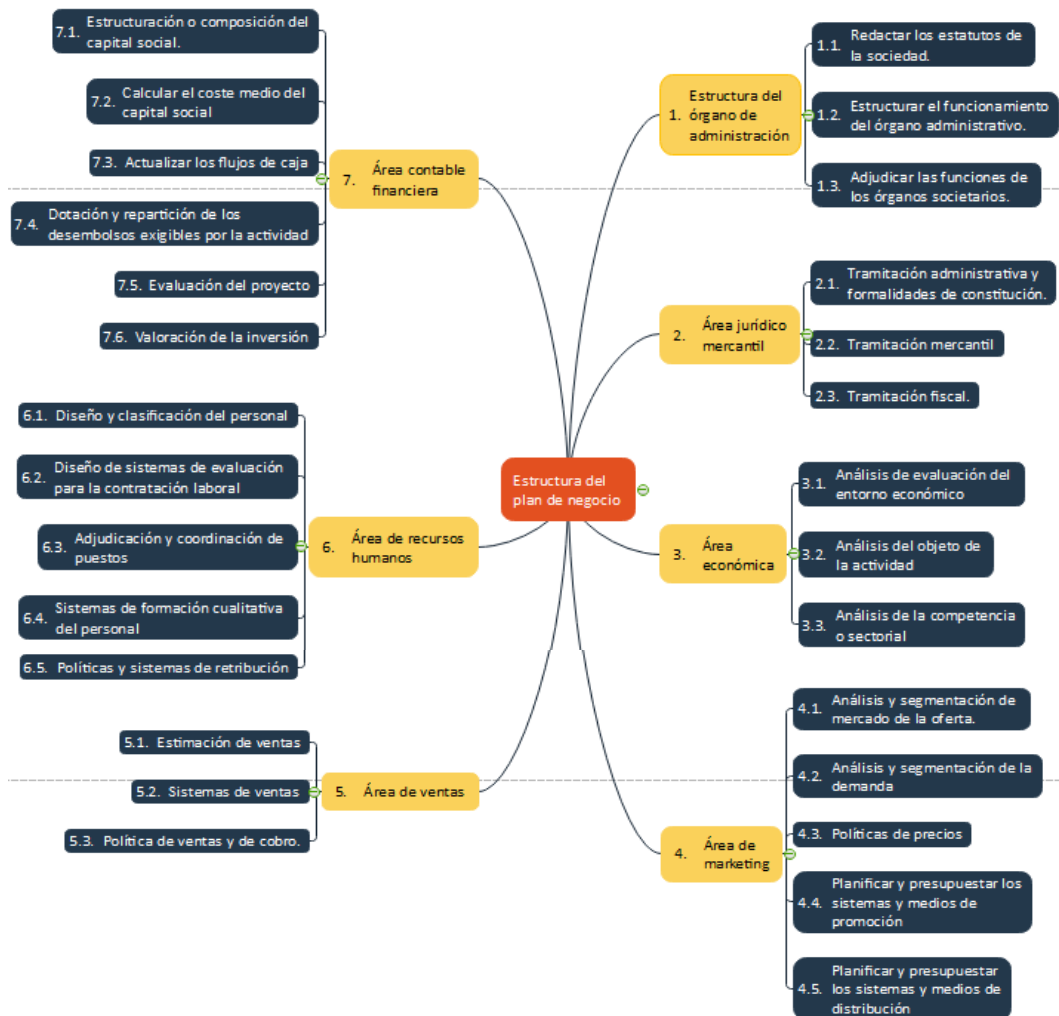 Estructura del
plan de negocio
1. Estructura del
órgano de
administración
1.1. Redactar los estatutos de
la sociedad.
1.2. Estructurar el funcionamiento
del órgano administrativo.
1.3. Adjudicar las funciones de
los órganos societarios.
2. Área jurídico
mercantil
2.1. Tramitación administrativa y
formalidades de constitución.
2.2. Tramitación mercantil
2.3. Tramitación fiscal.
3. Área
económica
3.1. Análisis de evaluación del
entorno económico
3.2. Análisis del objeto de
la actividad
3.3. Análisis de la competencia
o sectorial
4. Área de
marketing
4.1. Análisis y segmentación de
mercado de la oferta.
4.2. Análisis y segmentación de la
demanda
4.3. Políticas de precios
4.4. Planificar y presupuestar los
sistemas y medios de
promoción
4.5. Planificar y presupuestar
los sistemas y medios de
distribución
5. Área de ventas
5.1. Estimación de ventas
5.2. Sistemas de ventas
5.3. Política de ventas y de cobro.
6. Área de recursos
humanos
6.1. Diseño y clasificación del personal
6.2. Diseño de sistemas de evaluación
para la contratación laboral
6.3. Adjudicación y coordinación de
puestos
6.4. Sistemas de formación cualitativa
del personal
6.5. Políticas y sistemas de retribución
7. Área contable
financiera
7.1. Estructuración o composición del
capital social.
7.2. Calcular el coste medio del
capital social
7.3. Actualizar los flujos de caja
7.4. Dotación y repartición de los
desembolsos exigibles por la actividad
7.5. Evaluación del proyecto
7.6. Valoración de la inversión